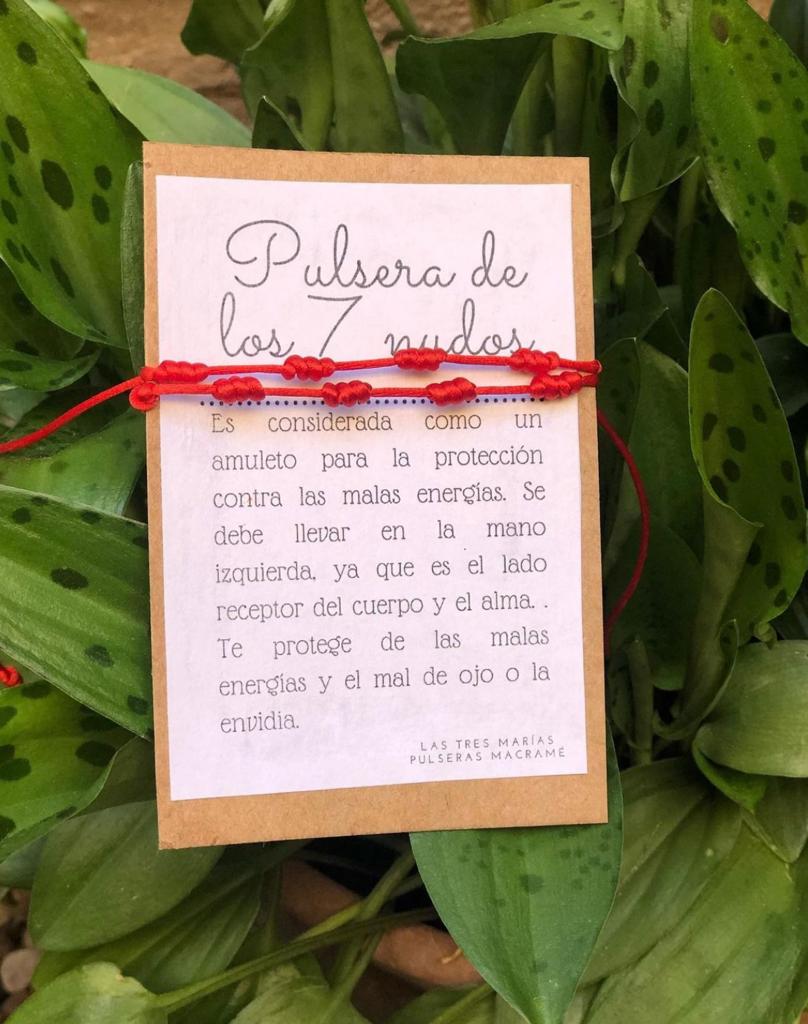 Pulsera de
los 7 nudos
Es considerada como un
amuleto para la protección
contra las malas energías. Se
debe llevar en la mano
izquierda, ya que es el lado
receptor del cuerpo y el alma. .
Te protege de las malas
energías y el mal de ojo o la
envidia.
LAS TRES MARÍAS
PULSERAS MACRAMÉ